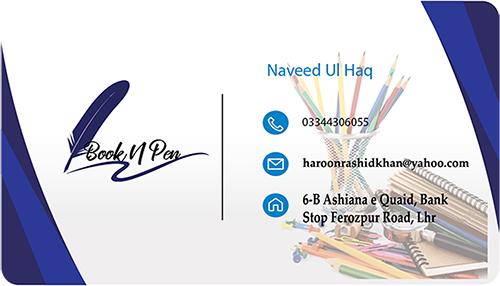 Book N Pen
Naveed Ul Haq
03344306055
haroonrashidkhan@yahoo.com
6-B Ashiana e Quaid, Bank
Stop Ferozpur Road, Lhr